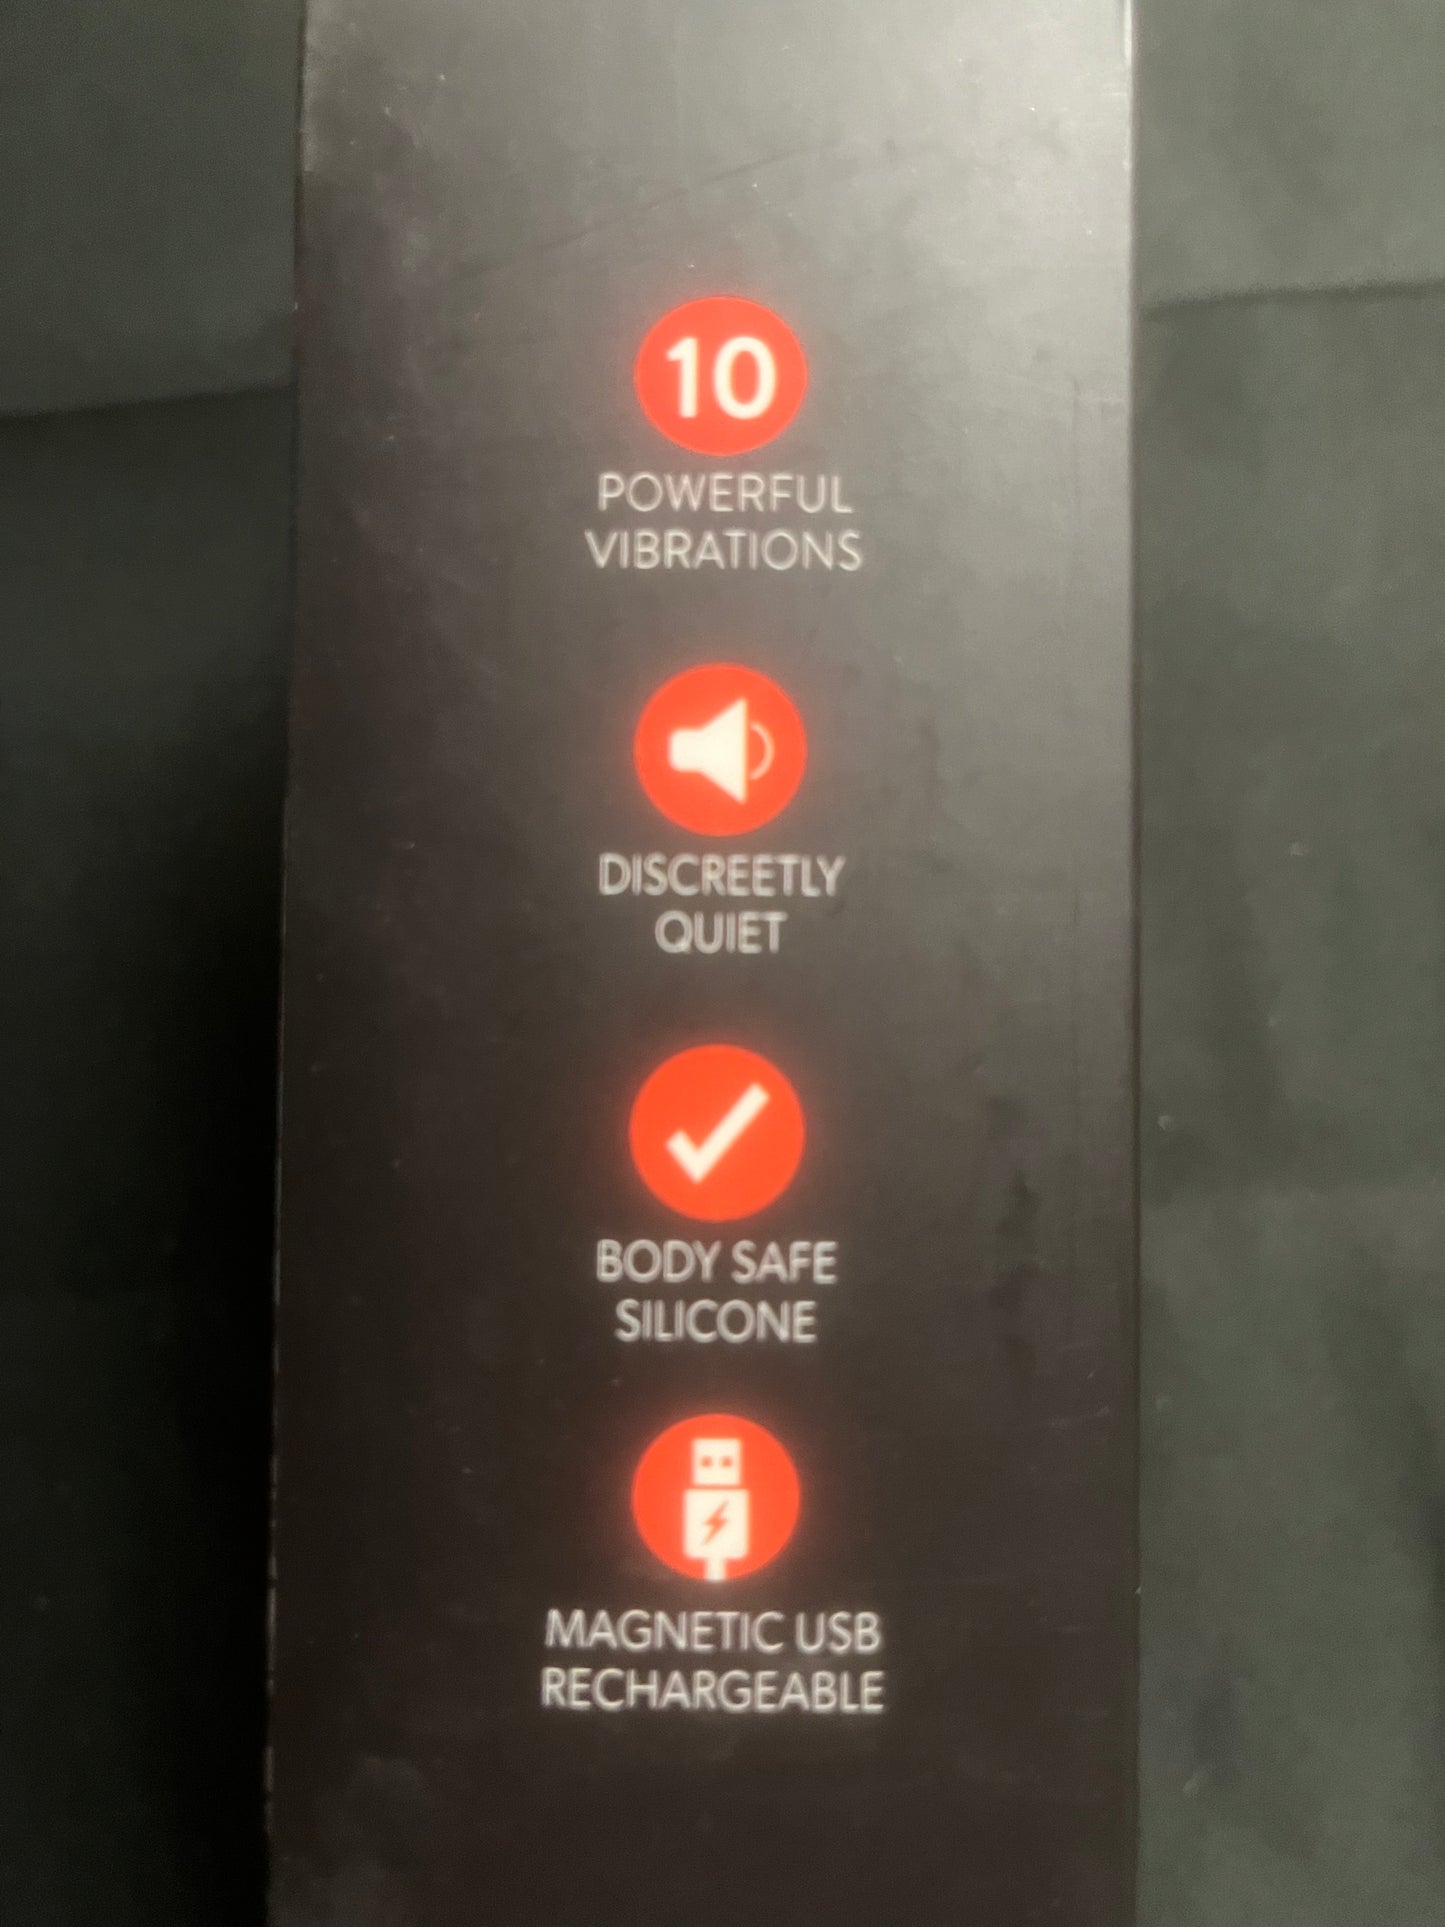 10
POWERFUL
VIBRATIONS
DISCREETLY
QUIET
BODY SAFE
SILICONE
MAGNETIC USB
RECHARGEABLE